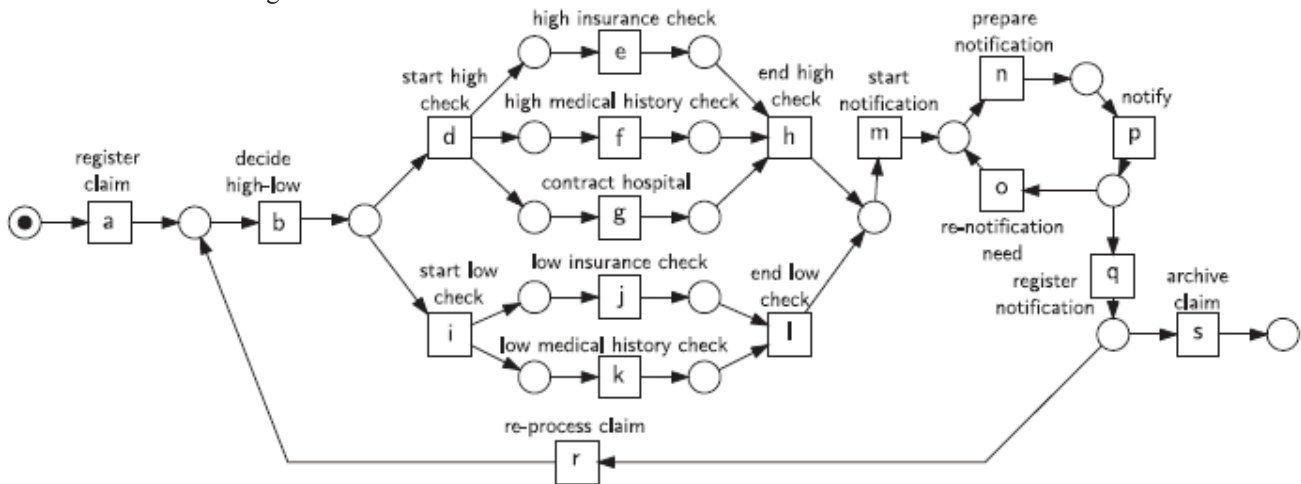 high insurance check
e
prepare
notification
n
start high
check
end high
check
start
notification
notify
high medical history check
d
f
h
m
p
register
claim
decide
high-low
contract hospital
a
b
g
o
re-notification
need
start low
check
low insurance check
end low
check
register
notification
q
archive
claim
i
j
l
s
low medical history check
k
re-process claim
r